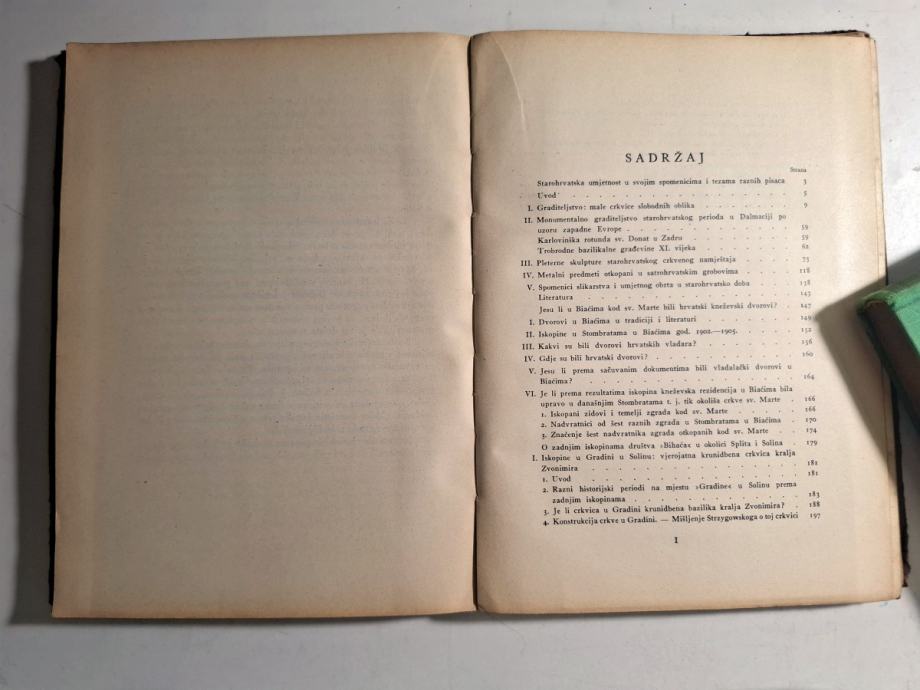 SADRŽAJ
Strana
Starohrvatska umjetnost u svojim spomenicima i tezama raznih pisaca 3
Uvod . . . . . . . . . . . . . . . . 5
I. Graditeljstvo: male crkvice slobodnih oblika . . . . . . 9
II. Monumentalno graditeljstvo starohrvatskog perioda u Dalmaciji po
uzoru zapadne Evrope . . . . . . . . . . . 59
Karlovinška rotunda sv. Donat u Zadru . . . . . . . 59
Trobrodne bazilikalne građevine XI. vijeka . . . . . . 62
III. Pleterne skulpture starohrvatskog crkvenog namještaja . . . . 75
IV. Metalni predmeti otkopani u satrohrvatskim grobovima . . . . 118
V. Spomenici slikarstva i umjetnog obrta u starohrvatsko doba . . . 138
Literatura . . . . . . . . . . . . . . 143
Jesu li u Biaćima kod sv. Marte bili hrvatski kneževski dvorovi? . . 147
I. Dvorovi u Biaćima u tradiciji i literaturi . . . . . . 149
II. Iskopine u Stombratama u Biaćima god. 1902.—1905. . . . . 152
III. Kakvi su bili dvorovi hrvatskih vladara? . . . . . . 156
IV. Gdje su bili hrvatski dvorovi? . . . . . . . . 160
V. Jesu li prema sačuvanim dokumentima bili vladalački dvorovi u
Biaćima? . . . . . . . . . . . . . . 164
VI. Je li prema rezultatima iskopina kneževska rezidencija u Biaćima bila
upravo u današnjim Stombratama t. j. tik okoliša crkve sv. Marte . 166
1. Iskopani zidovi i temelji zgrada kod sv. Marte . . . . 166
2. Nadvratnici od šest raznih zgrada u Stombratama u Biaćima . 170
3. Značenje šest nadvratnika agrada otkopanih kod sv. Marte . . 174
O zadnjim iskopinama društva »Bihaća« u okolici Splita i Solina . 179
I. Iskopine u Gradini u Solinu: vjerojatna krunidbena crkvica kralja
Zvonimira . . . . . . . . . . . . . . 181
1. Uvod . . . . . . . . . . . . . . . 181
2. Razni historijski periodi na mjestu »Gradine« u Solinu prema
zadnjim iskopinama . . . . . . . . . . . 183
3. Je li crkvica u Gradini krunidbena bazilika kralja Zvonimira? . 188
4. Konstrukcija crkve u Gradini. — Mišljenje Strzygowskoga o toj crkvici 197
I